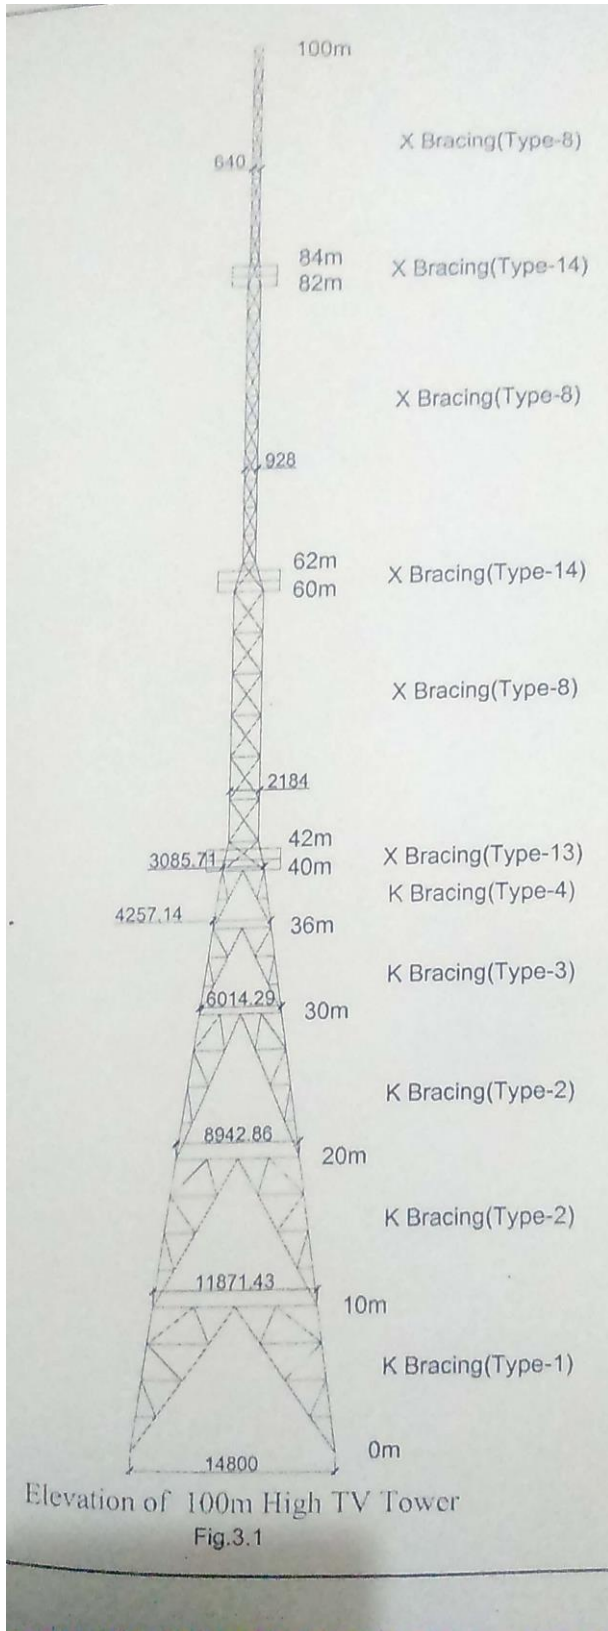 100m
X Bracing(Type-8)
640
84m
X Bracing(Type-14)
82m
X Bracing(Type-8)
928
62m
X Bracing(Type-14)
60m
X Bracing(Type-8)
2184
42m
3085.71
X Bracing(Type-13)
40m
K Bracing(Type-4)
4257.14
36m
K Bracing(Type-3)
6014.29
30m
K Bracing(Type-2)
8942.86
20m
K Bracing(Type-2)
11871.43
10m
K Bracing(Type-1)
0m
14800
Elevation of 100m High TV Tower
Fig.3.1